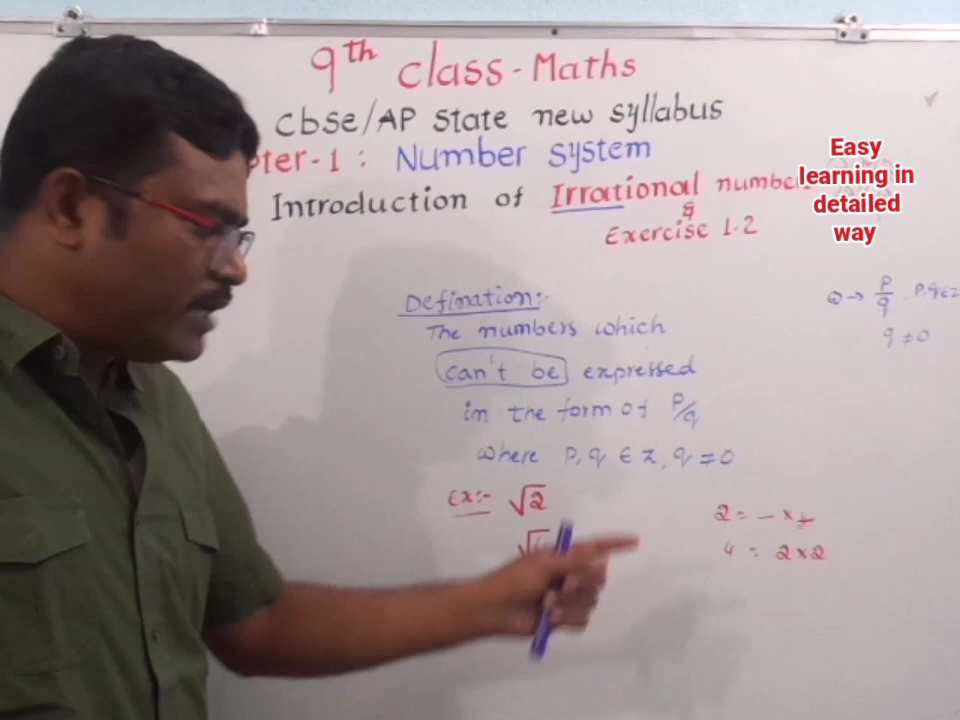 9th class - Maths
cbse/AP state new syllabus
pter-1 : Number system
Introduction of Irrational number
& 
Exercise 1.2
Easy
learning in
detailed
way
Defination:-
The numbers which
can't be expressed
in the form of P/q
where P, q ∈ z, q ≠ 0
Q → P/q . P,q ∈ z
q ≠ 0
Ex:- √2
2 = — ×
4 = 2×2